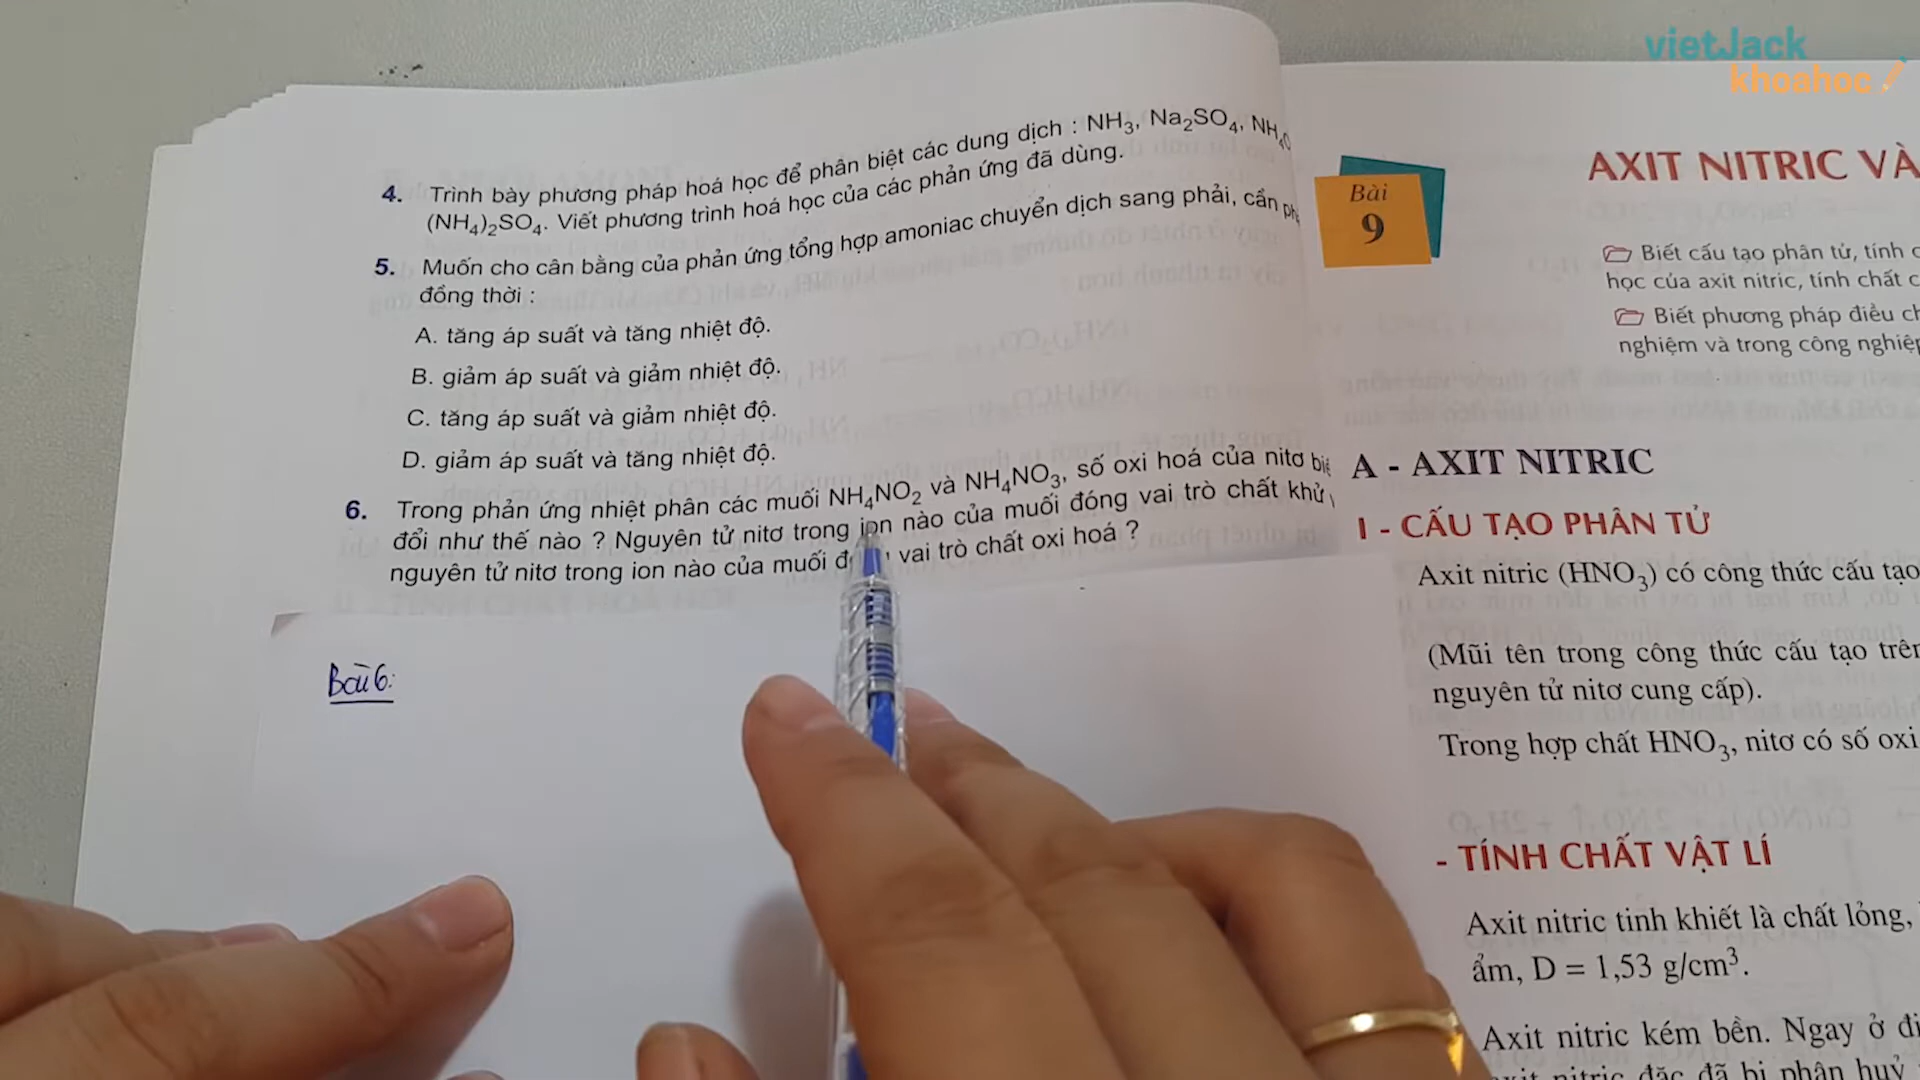 vietJack
khoahoc
4. Trình bày phương pháp hoá học để phân biệt các dung dịch : NH₃, Na₂SO₄, NH₄
(NH₄)₂SO₄. Viết phương trình hoá học của các phản ứng đã dùng.
5. Muốn cho cân bằng của phản ứng tổng hợp amoniac chuyển dịch sang phải, cần
đồng thời :
A. tăng áp suất và tăng nhiệt độ.
B. giảm áp suất và giảm nhiệt độ.
C. tăng áp suất và giảm nhiệt độ.
D. giảm áp suất và tăng nhiệt độ.
6. Trong phản ứng nhiệt phân các muối NH₄NO₂ và NH₄NO₃, số oxi hoá của nitơ
đổi như thế nào ? Nguyên tử nitơ trong ion nào của muối đóng vai trò chất khử
nguyên tử nitơ trong ion nào của muối vai trò chất oxi hoá ?
Bài 6:
Bài
9
AXIT NITRIC VÀ
Biết cấu tạo phân tử, tính
học của axit nitric, tính chất
Biết phương pháp điều
nghiệm và trong công
A - AXIT NITRIC
I - CẤU TẠO PHÂN TỬ
Axit nitric (HNO₃) có công thức cấu tạo
(Mũi tên trong công thức cấu tạo
nguyên tử nitơ cung cấp).
Trong hợp chất HNO₃, nitơ có số oxi
- TÍNH CHẤT VẬT LÍ
Axit nitric tinh khiết là chất lỏng,
ẩm, D = 1,53 g/cm³.
Axit nitric kém bền. Ngay ở
nitric đặc đã bị phân huỷ